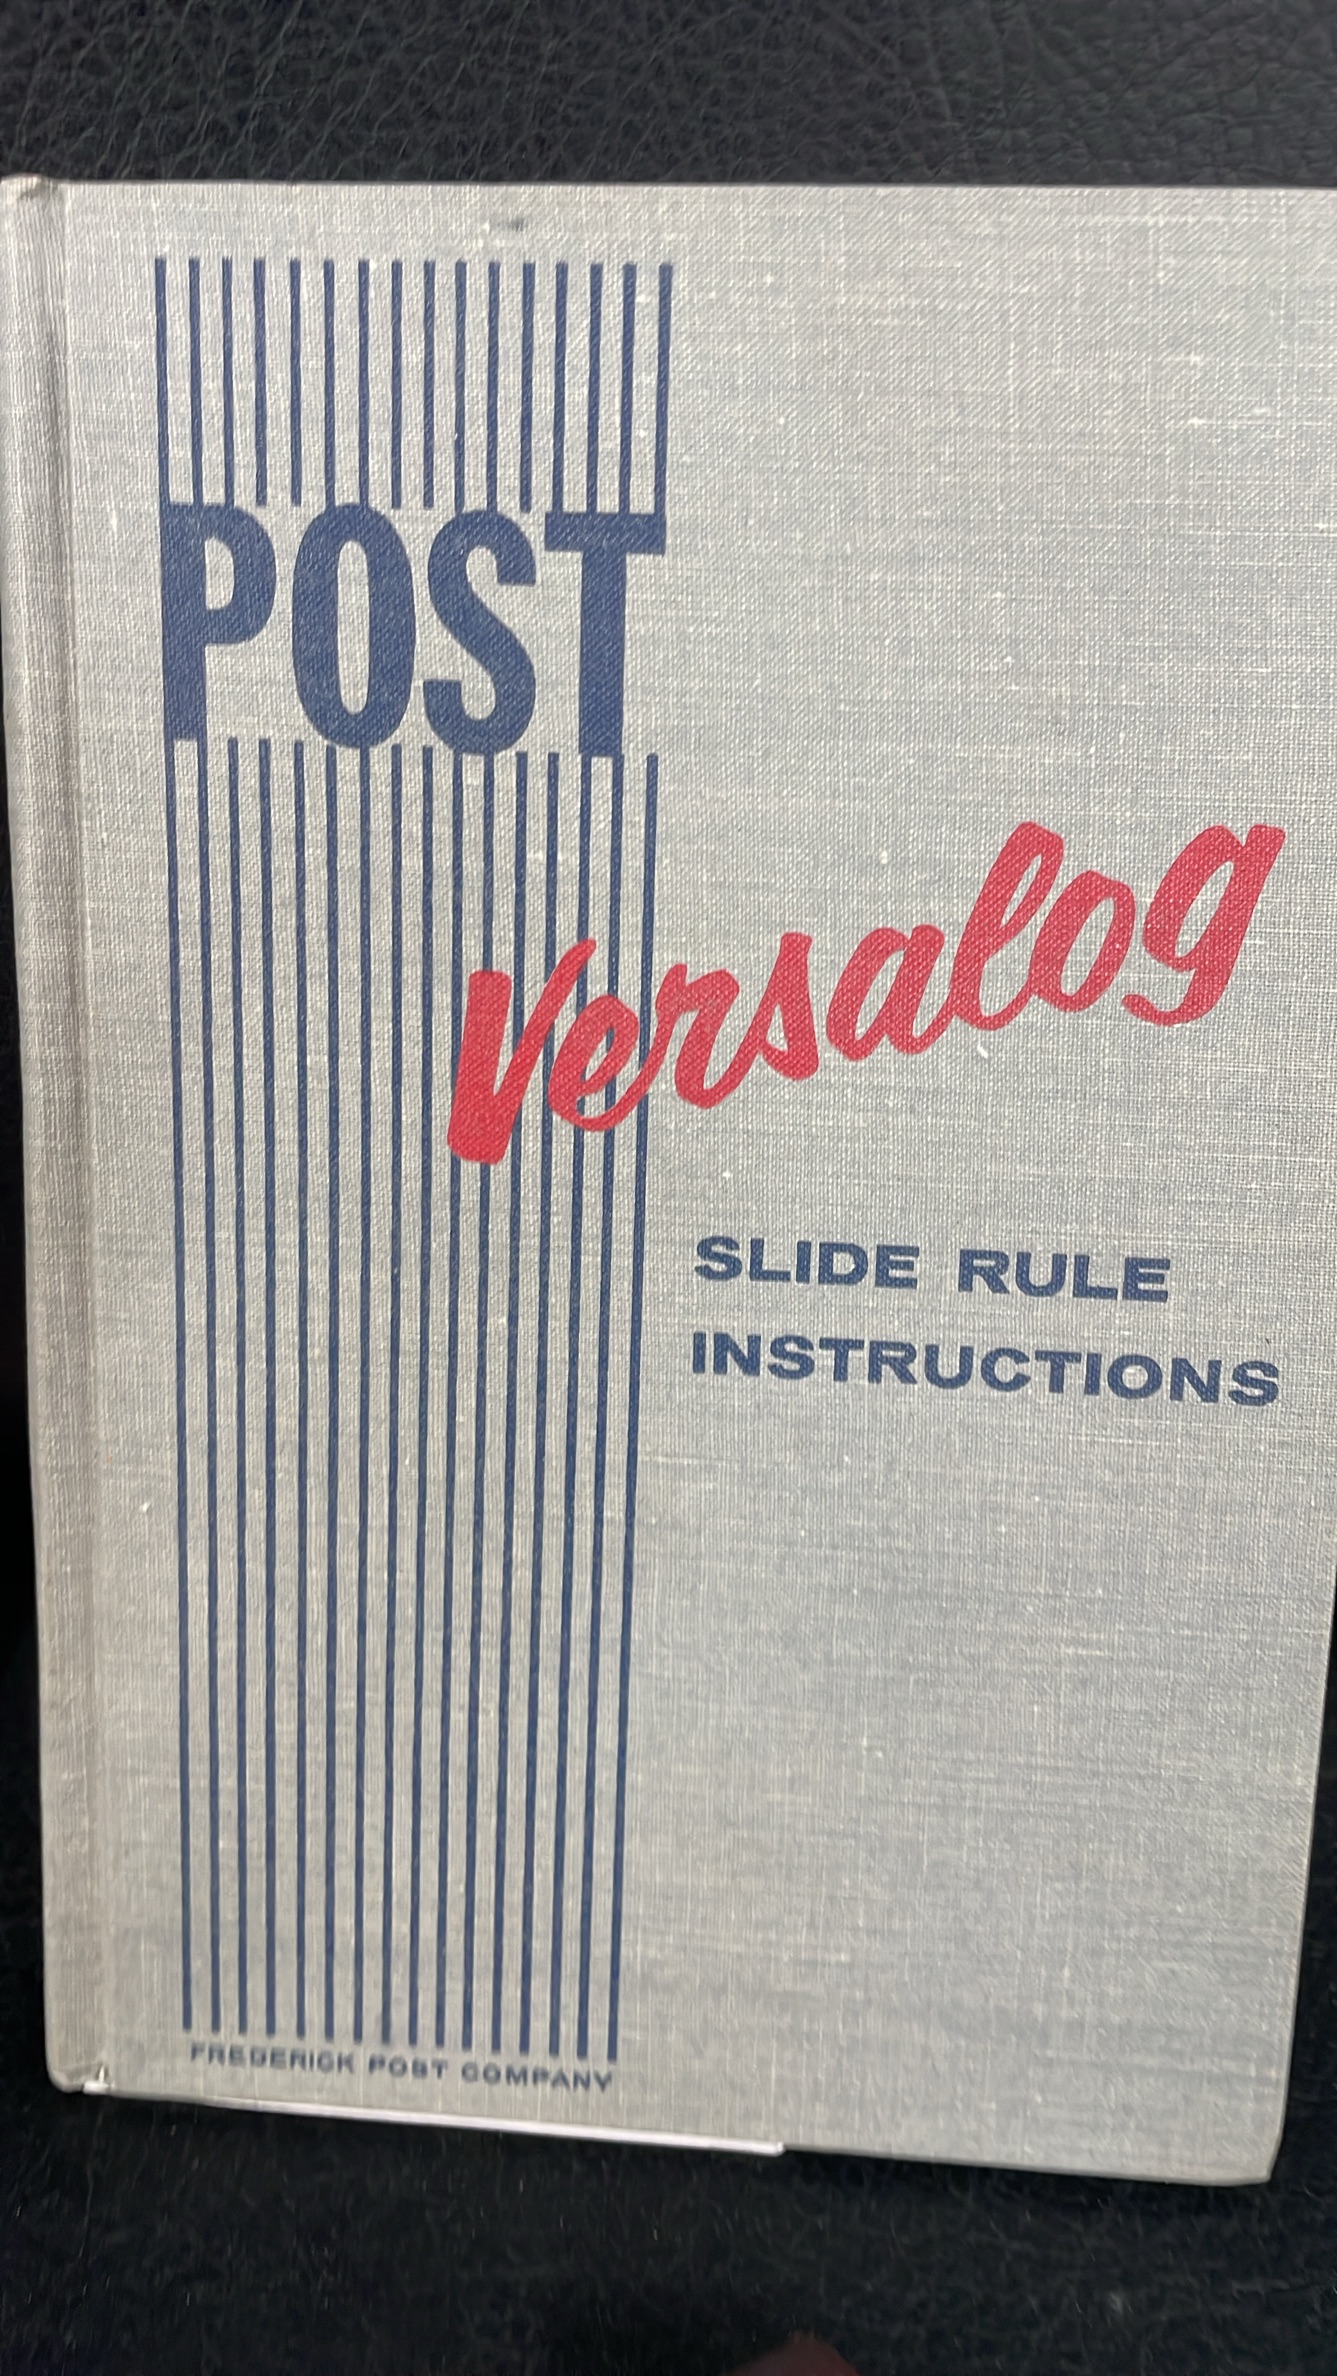 POST
Versalog
SLIDE RULE
INSTRUCTIONS
FREDERICK POST COMPANY